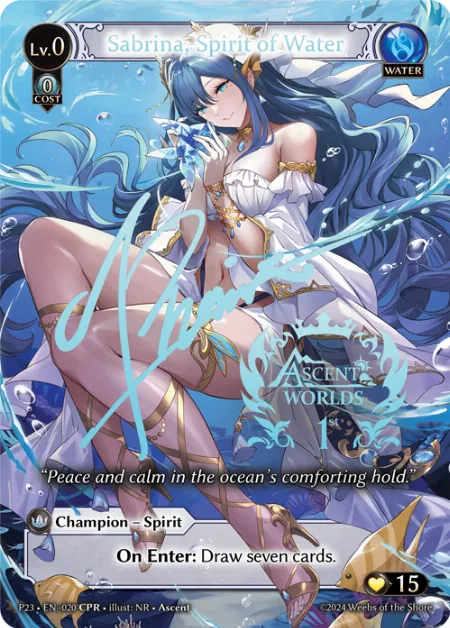 Lv.0
Sabrina, Spirit of Water
WATER
0
COST
ASCENT
WORLDS
1st
“Peace and calm in the ocean’s comforting hold.”
Champion – Spirit
On Enter: Draw seven cards.
15
P23 • EN-020 CPR • illust: NR • Ascent
©2024 Weebs of the Shore